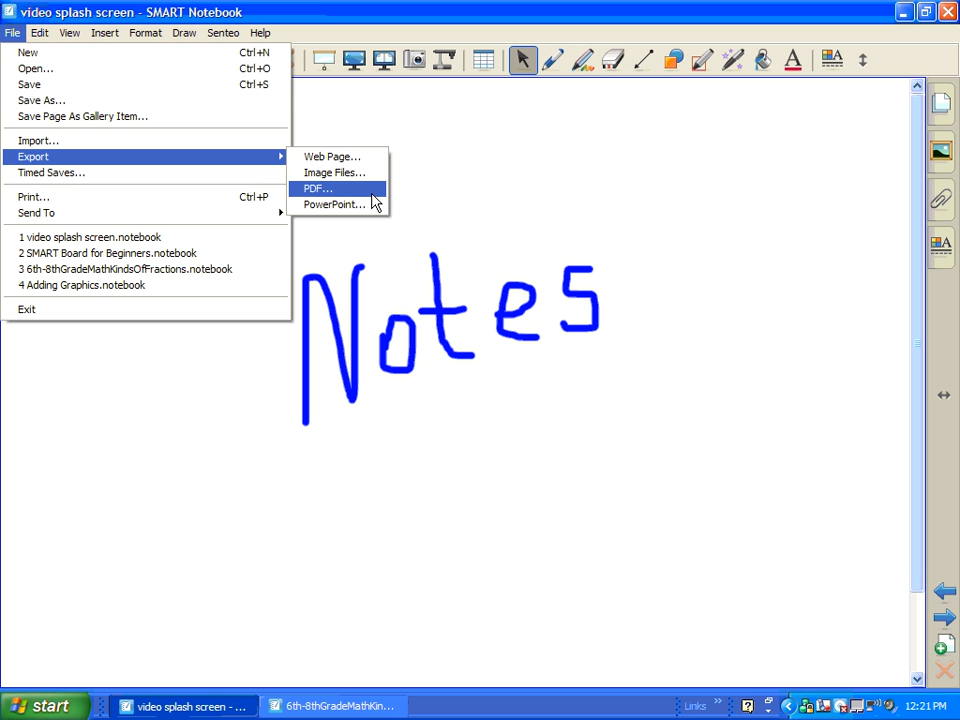 video splash screen - SMART Notebook
File Edit View Insert Format Draw Senteo Help
New Ctrl+N
Open... Ctrl+O
Save Ctrl+S
Save As...
Save Page As Gallery Item...
Import...
Export
Timed Saves...
Print... Ctrl+P
Send To
1 video splash screen.notebook
2 SMART Board for Beginners.notebook
3 6th-8thGradeMathKindsOfFractions.notebook
4 Adding Graphics.notebook
Exit
Web Page...
Image Files...
PDF...
PowerPoint...
Notes
start video splash screen - ... 6th-8thGradeMathKin... Links » 12:21 PM